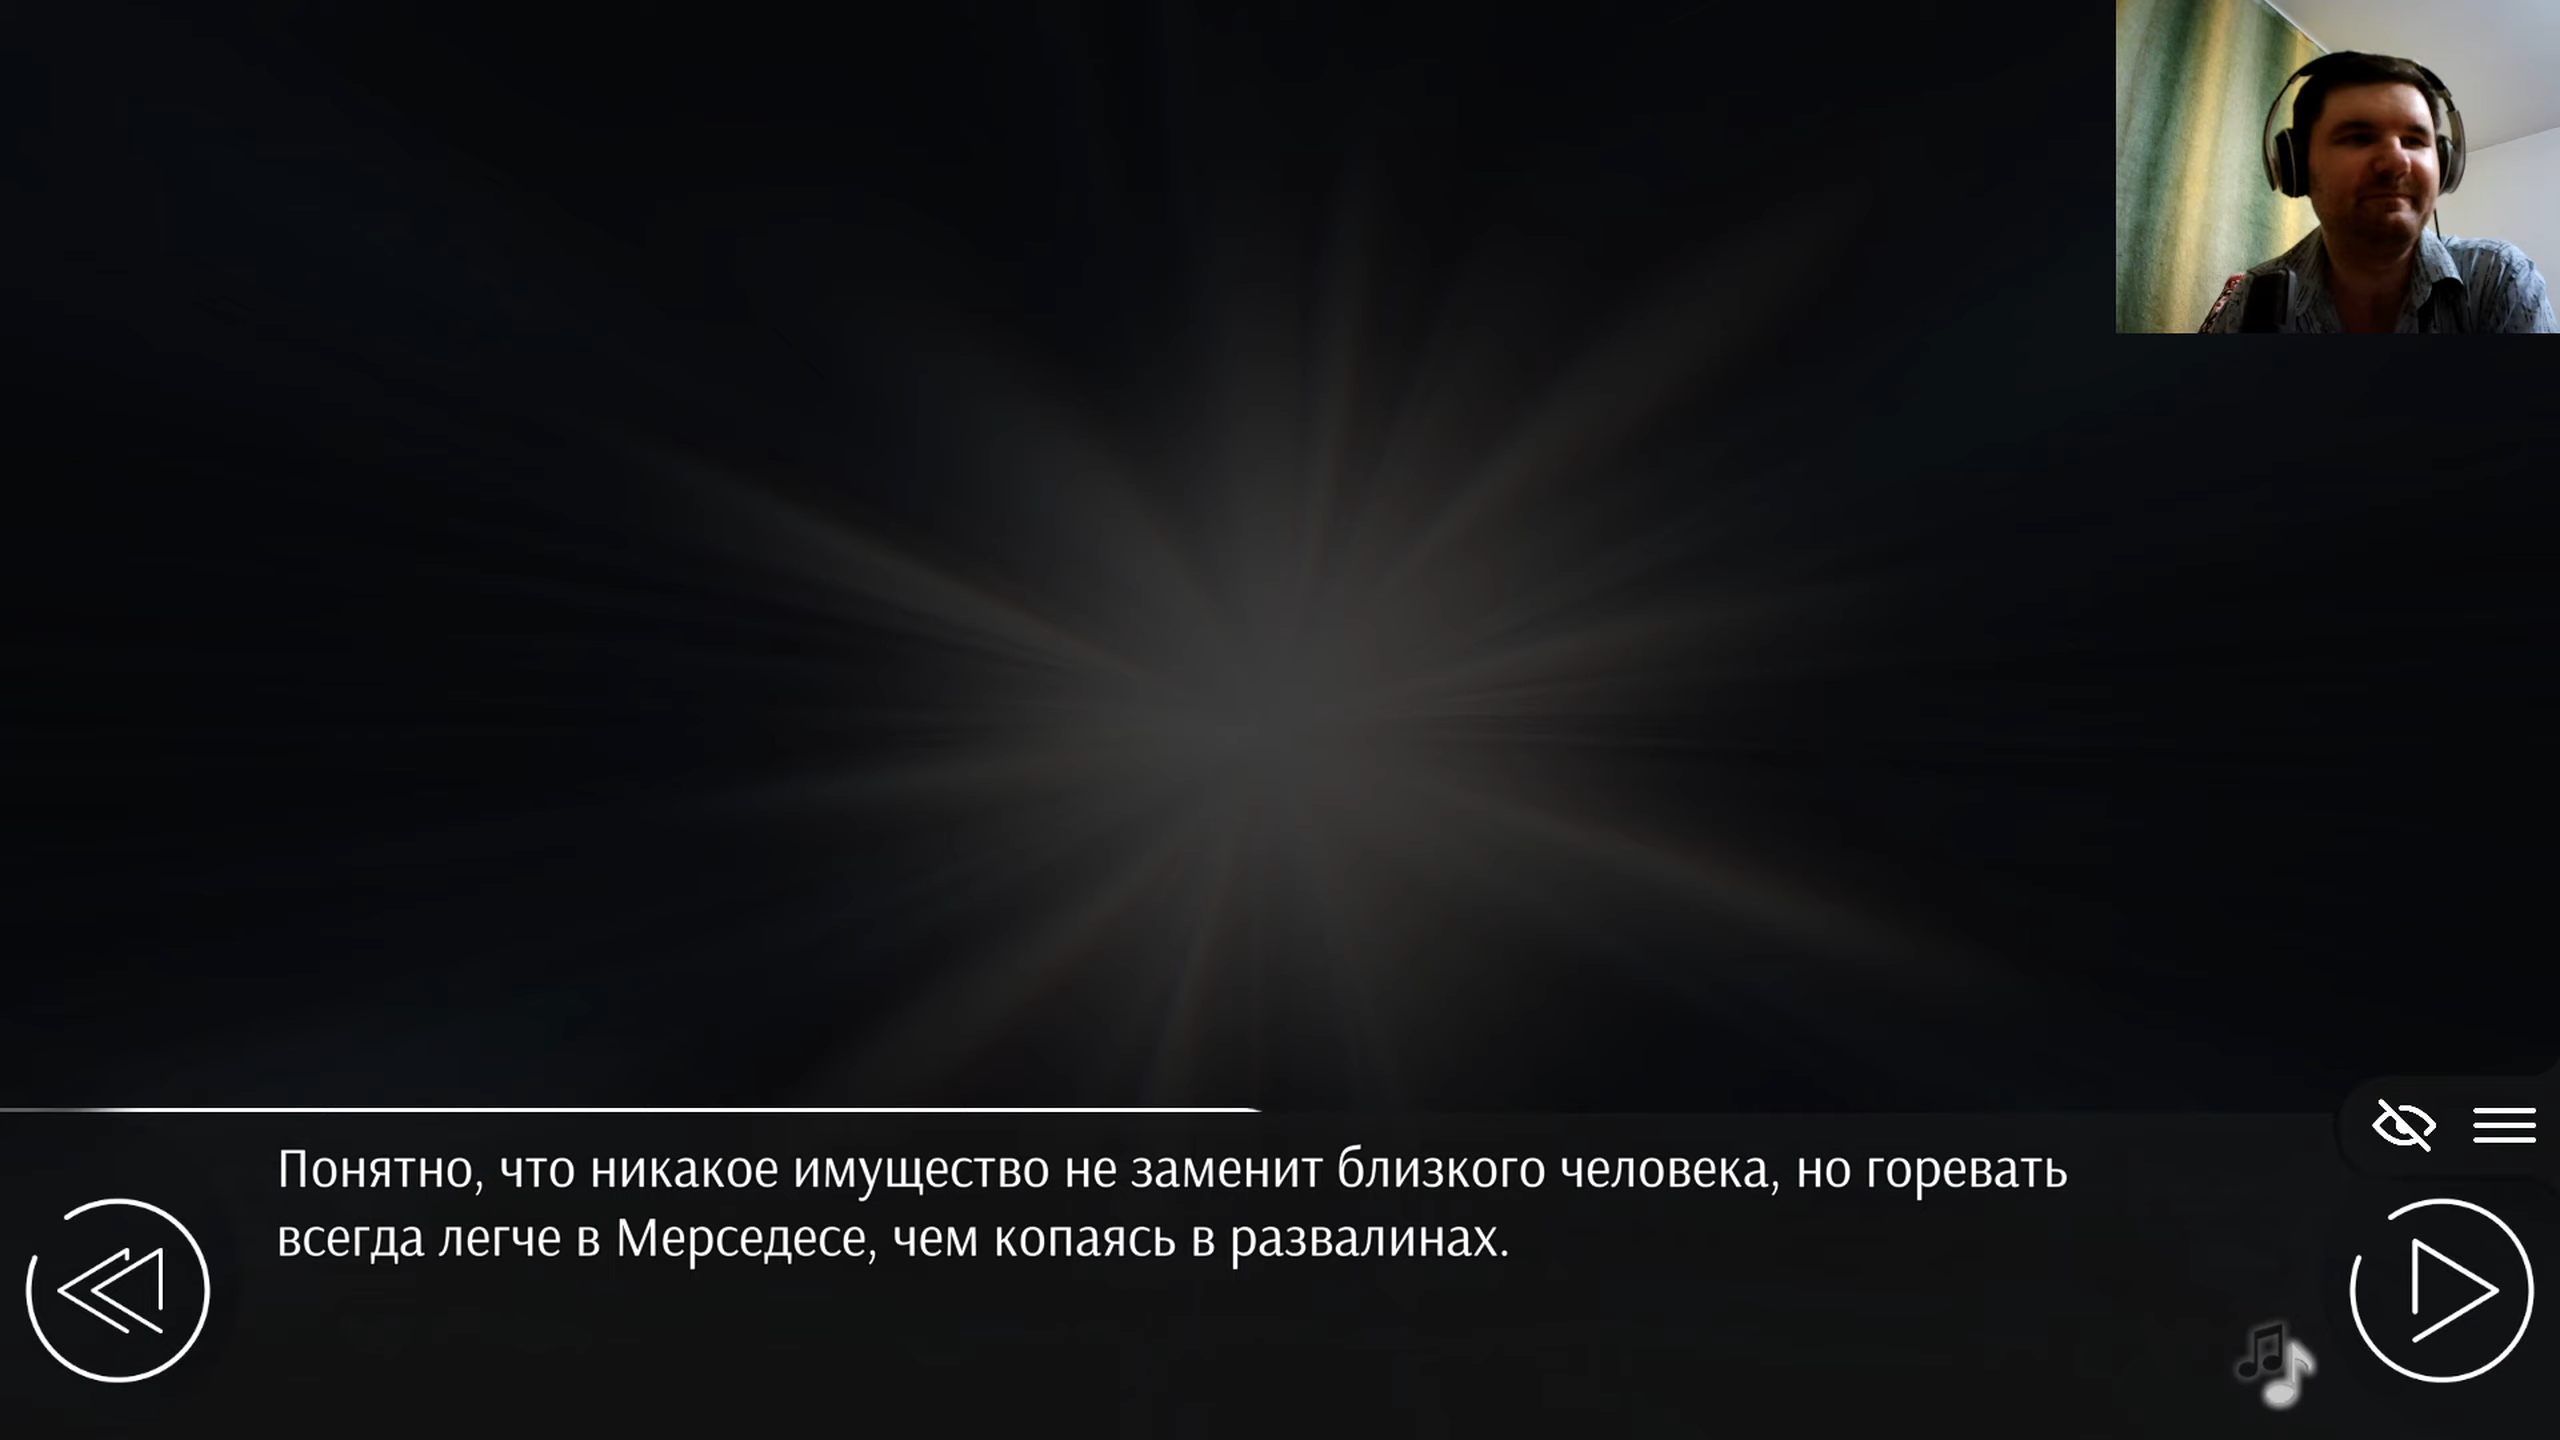 Понятно, что никакое имущество не заменит близкого человека, но горевать
всегда легче в Мерседесе, чем копаясь в развалинах.